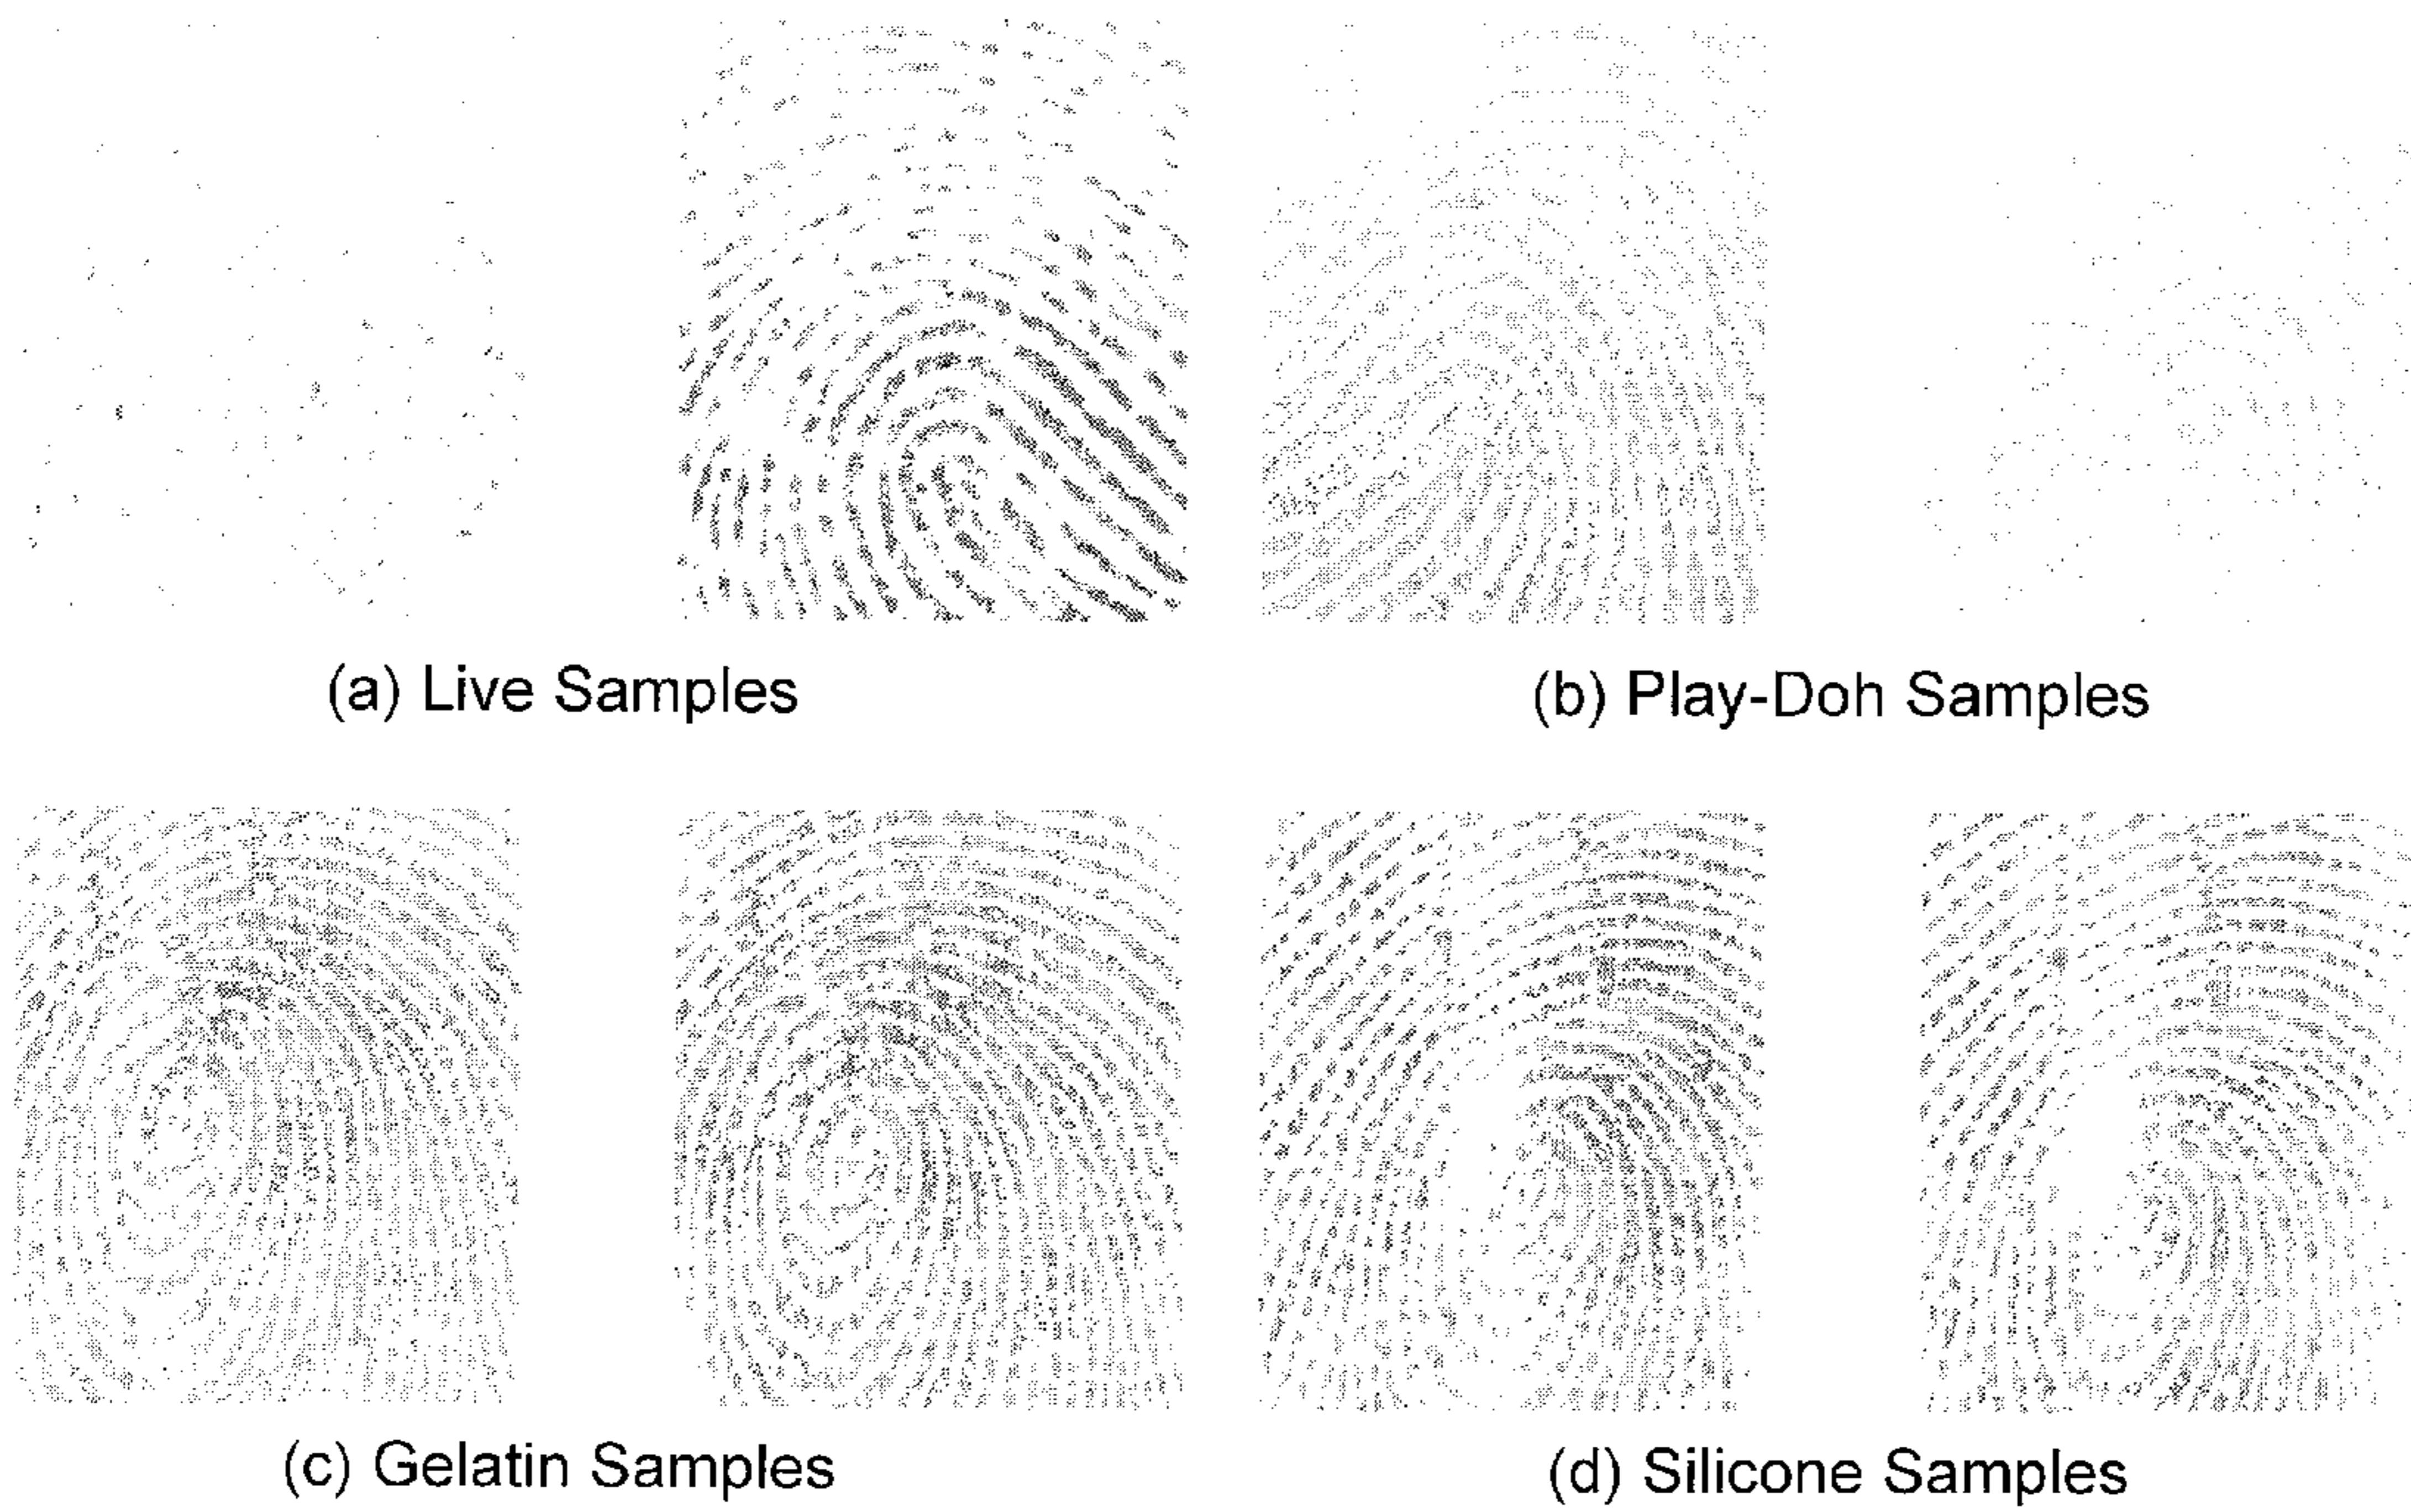 (a) Live Samples
(b) Play-Doh Samples
(c) Gelatin Samples
(d) Silicone Samples